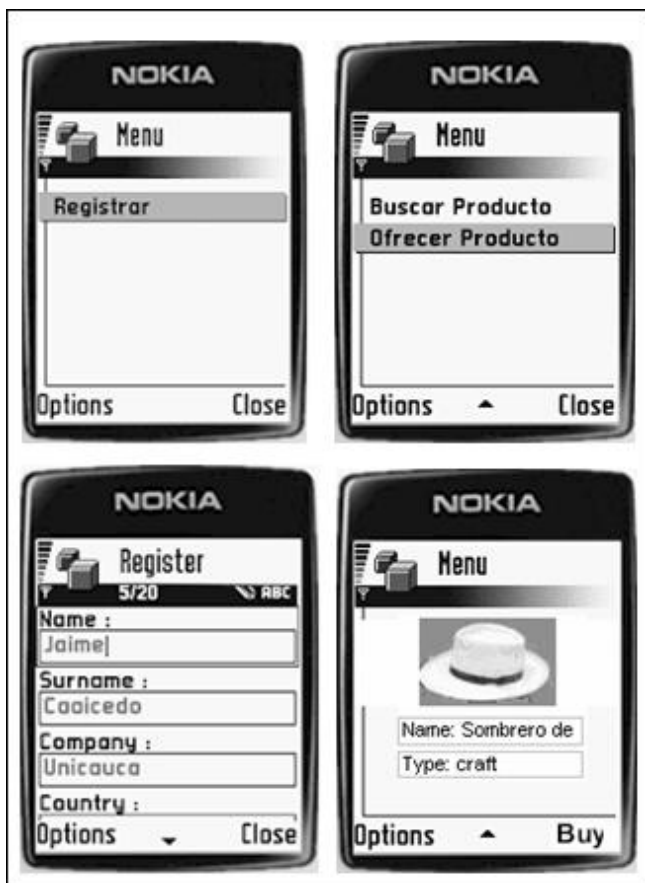 NOKIA
Menu
Registrar
Options Close
NOKIA
Menu
Buscar Producto
Ofrecer Producto
Options Close
NOKIA
Register
5/20 ABC
Name :
Jaime
Surname :
Caoicedo
Company :
Unicauca
Country :
Options Close
NOKIA
Menu
Name: Sombrero de
Type: craft
Options Buy